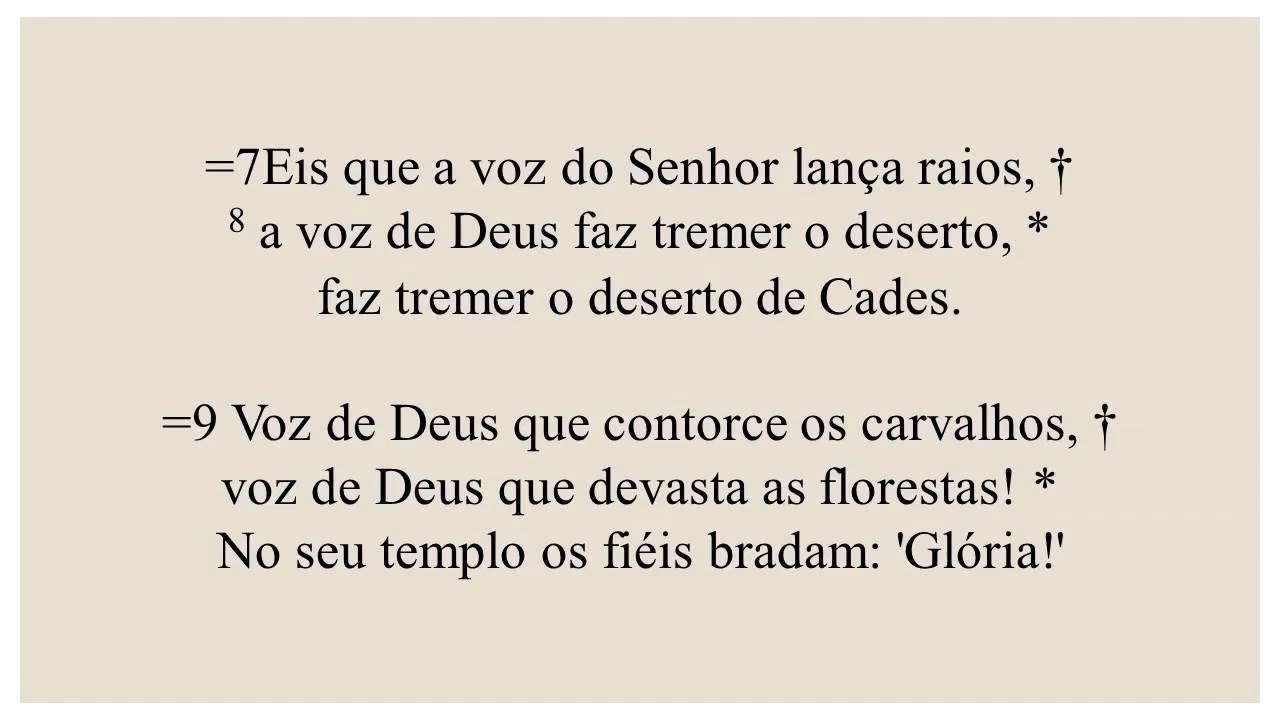 =7Eis que a voz do Senhor lança raios, †
⁸ a voz de Deus faz tremer o deserto, *
faz tremer o deserto de Cades.
=9 Voz de Deus que contorce os carvalhos, †
voz de Deus que devasta as florestas! *
No seu templo os fiéis bradam: 'Glória!'